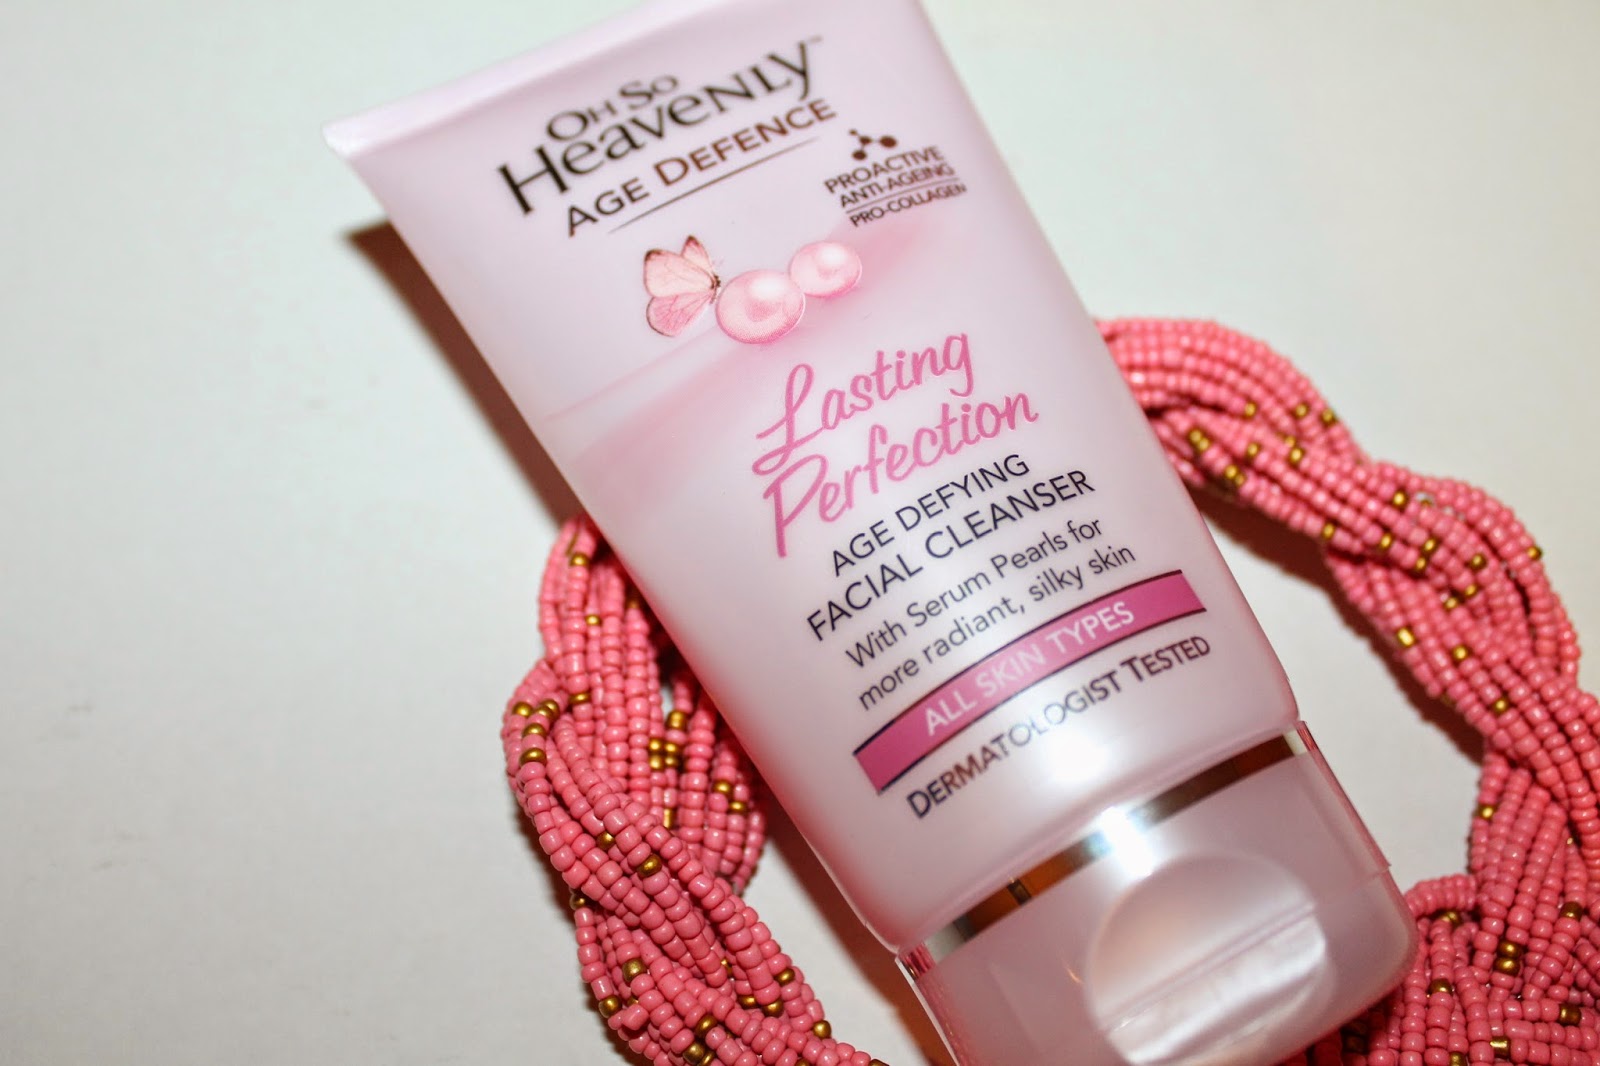 Oh So
Heavenly™
AGE DEFENCE
PROACTIVE
ANTI-AGEING
PRO-COLLAGEN
Lasting
Perfection
AGE DEFYING
FACIAL CLEANSER
With Serum Pearls for
more radiant, silky skin
ALL SKIN TYPES
DERMATOLOGIST TESTED